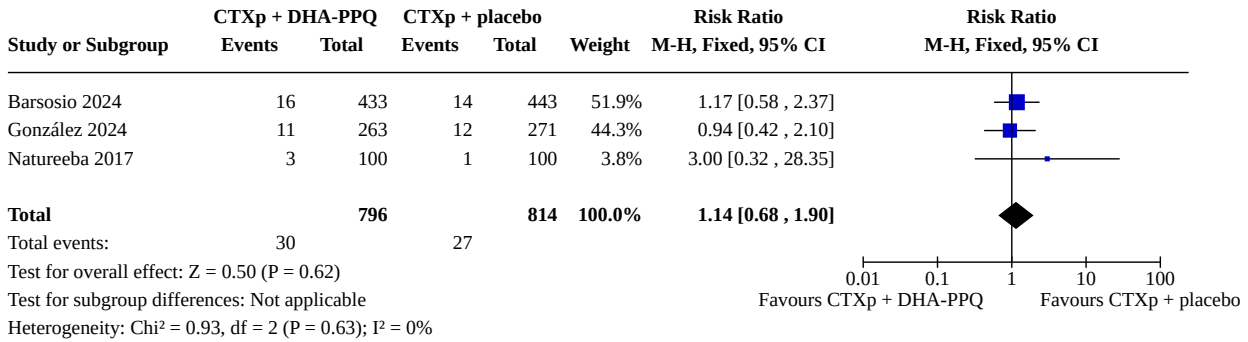 CTXp + DHA-PPQ CTXp + placebo Risk Ratio Risk Ratio
Study or Subgroup Events Total Events Total Weight M-H, Fixed, 95% CI M-H, Fixed, 95% CI
Barsosio 2024 16 433 14 443 51.9% 1.17 [0.58 , 2.37]
González 2024 11 263 12 271 44.3% 0.94 [0.42 , 2.10]
Natureeba 2017 3 100 1 100 3.8% 3.00 [0.32 , 28.35]
Total 796 814 100.0% 1.14 [0.68 , 1.90]
Total events: 30 27
Test for overall effect: Z = 0.50 (P = 0.62)
0.01 0.1 1 10 100
Test for subgroup differences: Not applicable
Favours CTXp + DHA-PPQ Favours CTXp + placebo
Heterogeneity: Chi² = 0.93, df = 2 (P = 0.63); I² = 0%